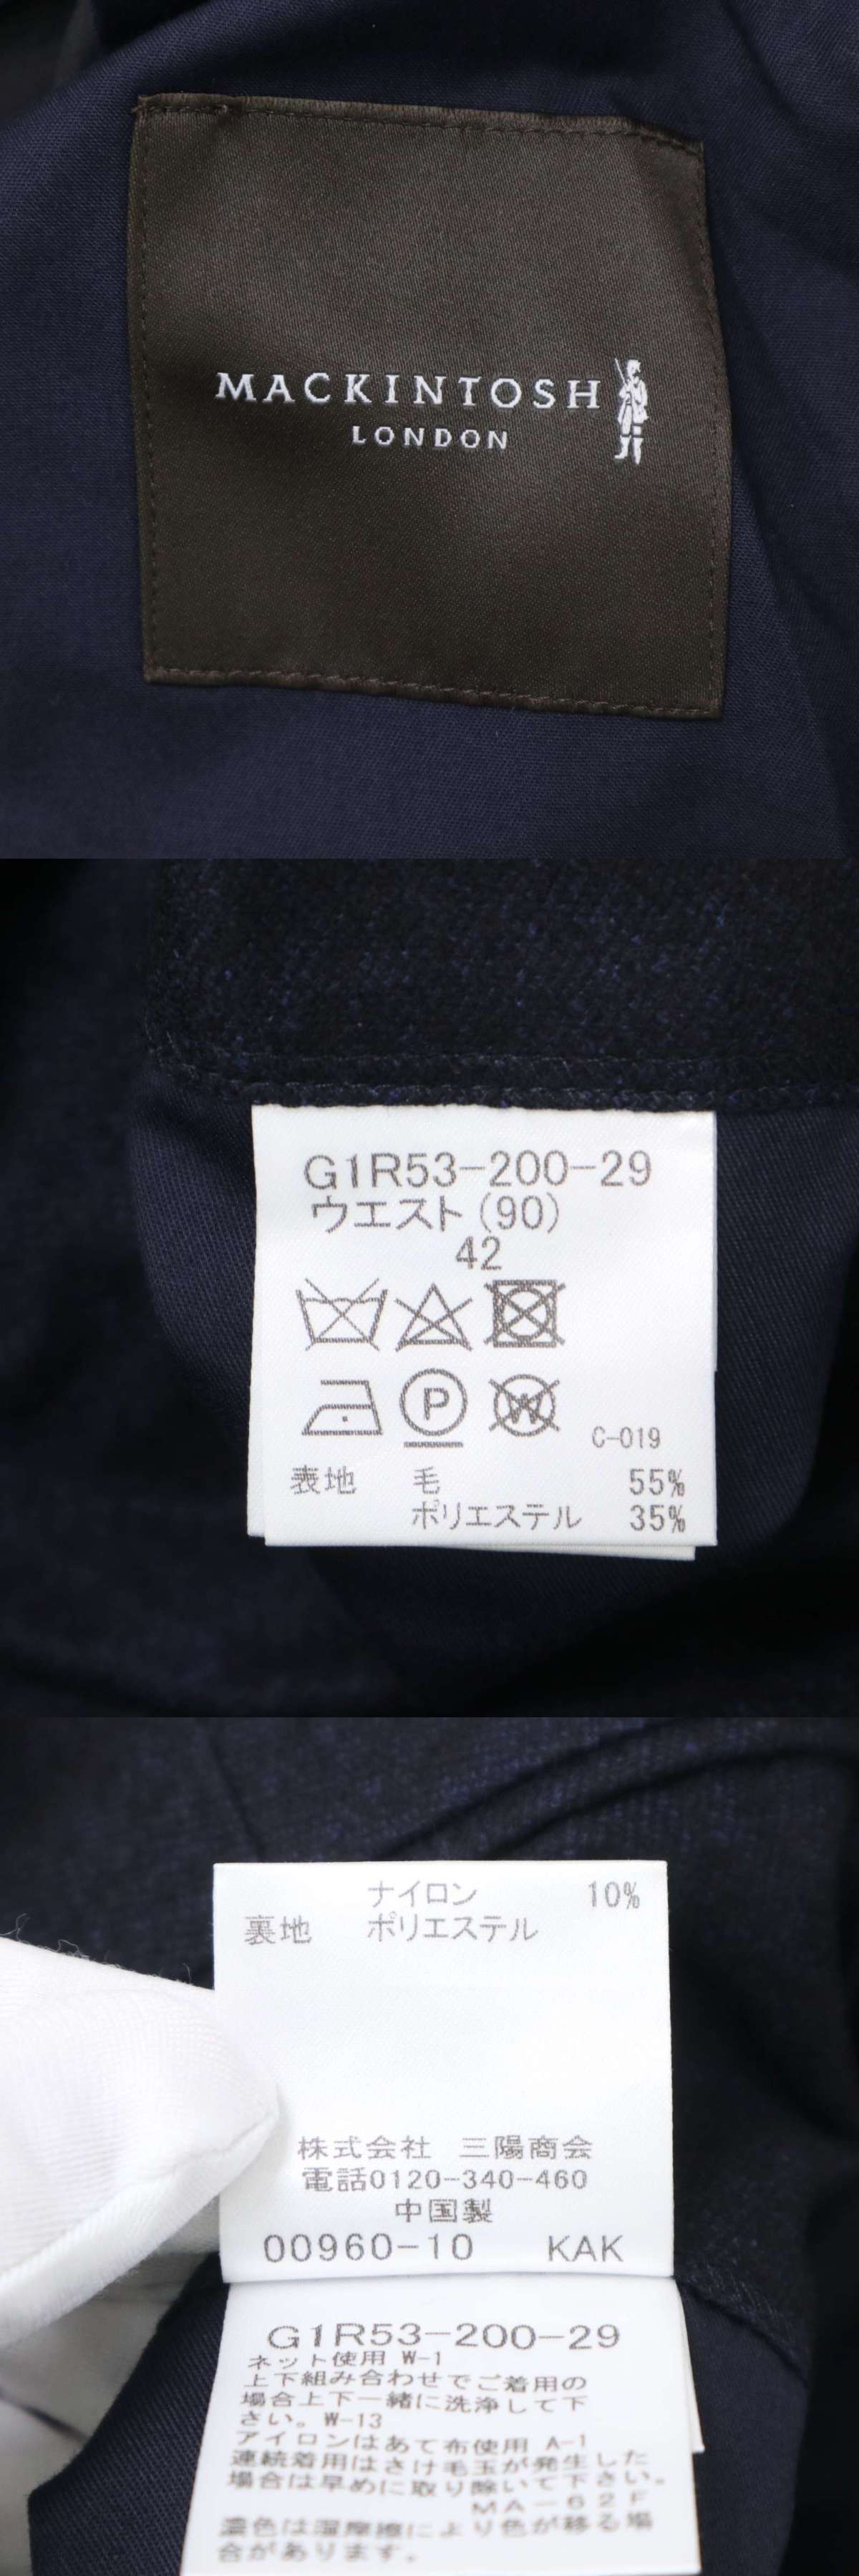 MACKINTOSH
LONDON
G1R53-200-29
ウエスト(90)
42
P
W
C-019
表地 毛 55%
ポリエステル 35%
ナイロン 10%
裏地 ポリエステル
株式会社 三陽商会
電話0120-340-460
中国製
00960-10 KAK
G1R53-200-29
ネット使用 W-1
上下組み合わせでご着用の
場合上下一緒に洗浄して下
さい。W-13
アイロンはあて布使用 A-1
連続着用はさけ毛玉が発生した
場合は早めに取り除いて下さい。
MA-62F
濃色は湿摩擦により色が移る場
合があります。